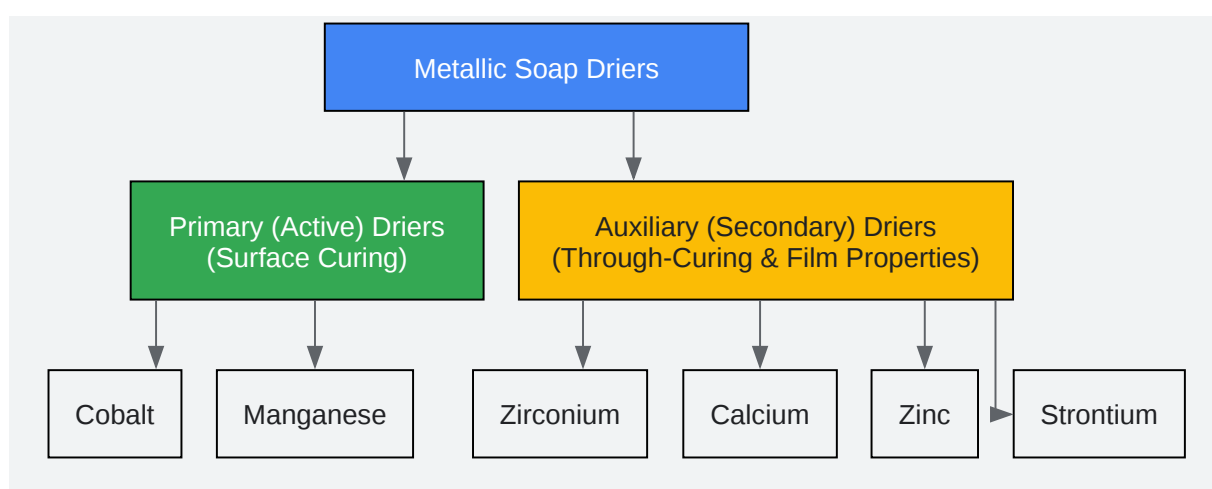 Metallic Soap Driers
Primary (Active) Driers
(Surface Curing)
Auxiliary (Secondary) Driers
(Through-Curing & Film Properties)
Cobalt
Manganese
Zirconium
Calcium
Zinc
Strontium